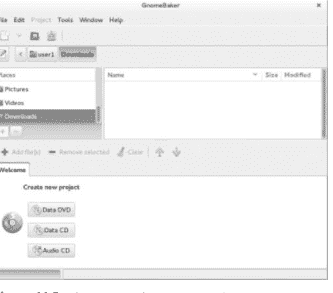 GnomeBaker
File Edit Project Tools Window Help
user1 Downloads
Places
Pictures
Videos
Downloads
Name Size Modified
Add file(s) Remove selected Clear
Welcome
Create new project
Data DVD
Data CD
Audio CD